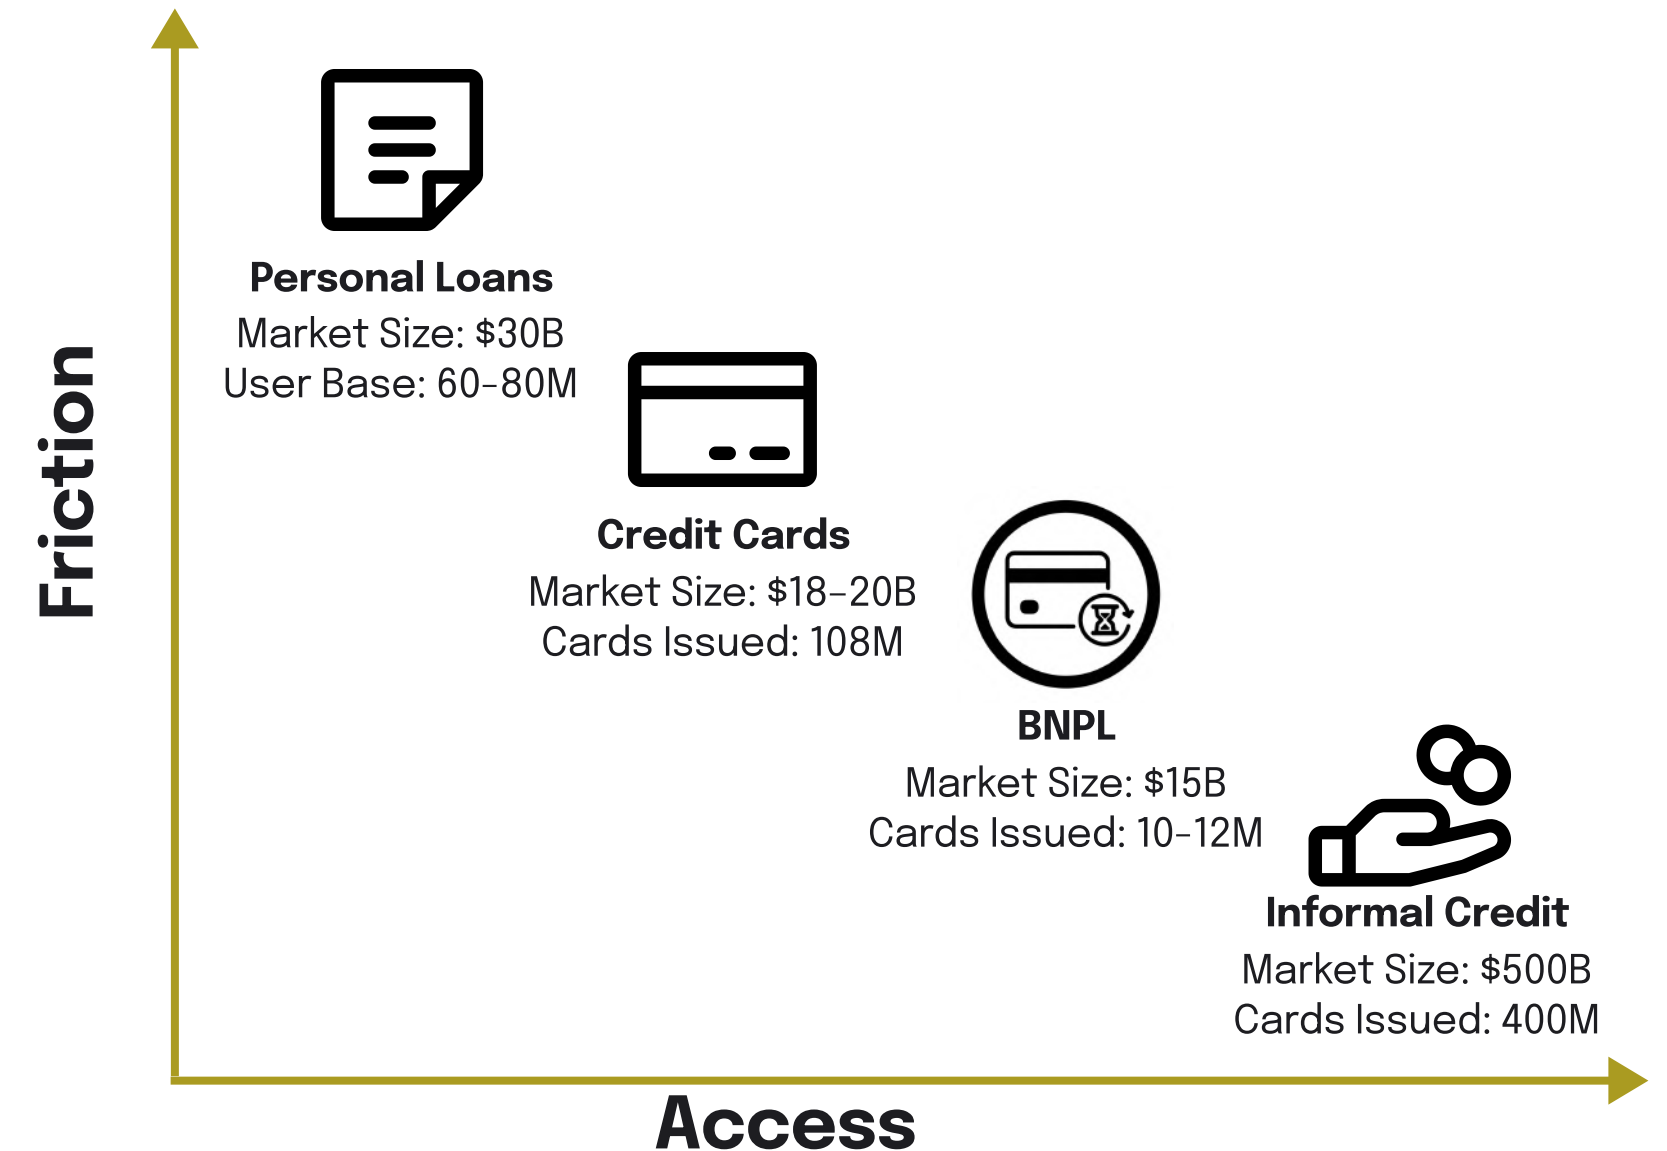 Friction
Personal Loans
Market Size: $30B
User Base: 60-80M
Credit Cards
Market Size: $18-20B
Cards Issued: 108M
BNPL
Market Size: $15B
Cards Issued: 10-12M
Informal Credit
Market Size: $500B
Cards Issued: 400M
Access